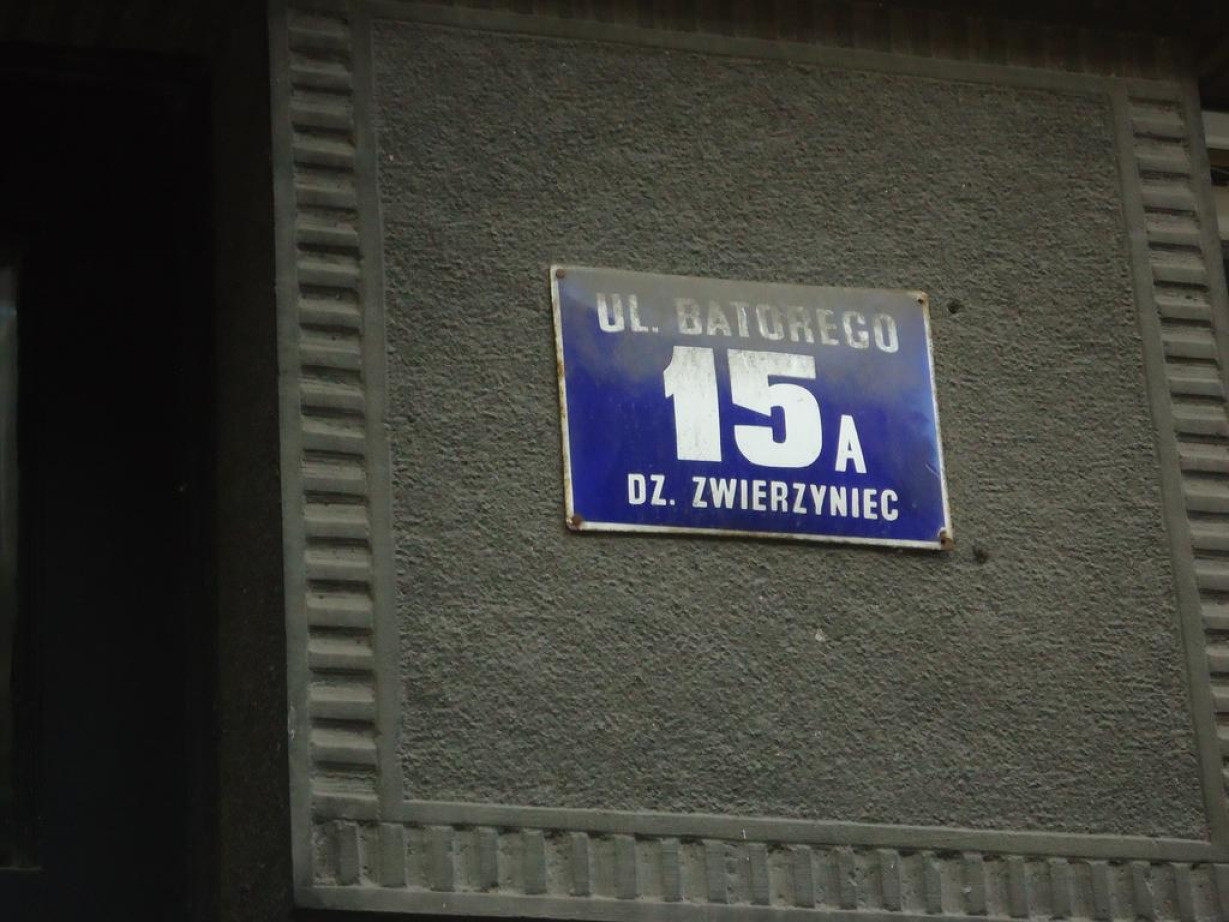 UL. BATOREGO
15A
DZ. ZWIERZYNIEC